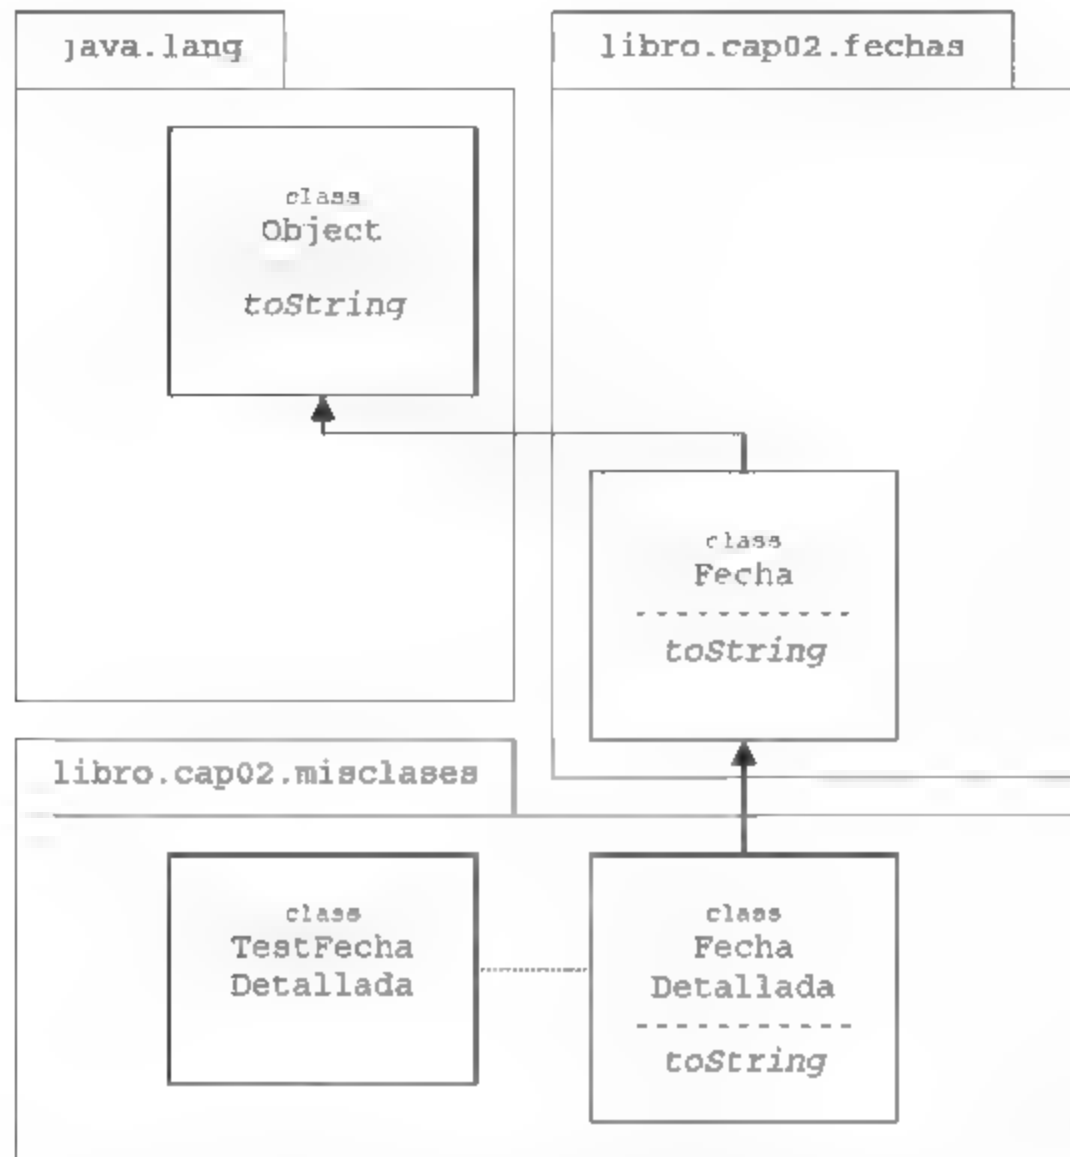 java.lang
libro.cap02.fechas
class
Object
toString
class
Fecha
toString
libro.cap02.misclases
class
TestFecha
Detallada
class
Fecha
Detallada
toString